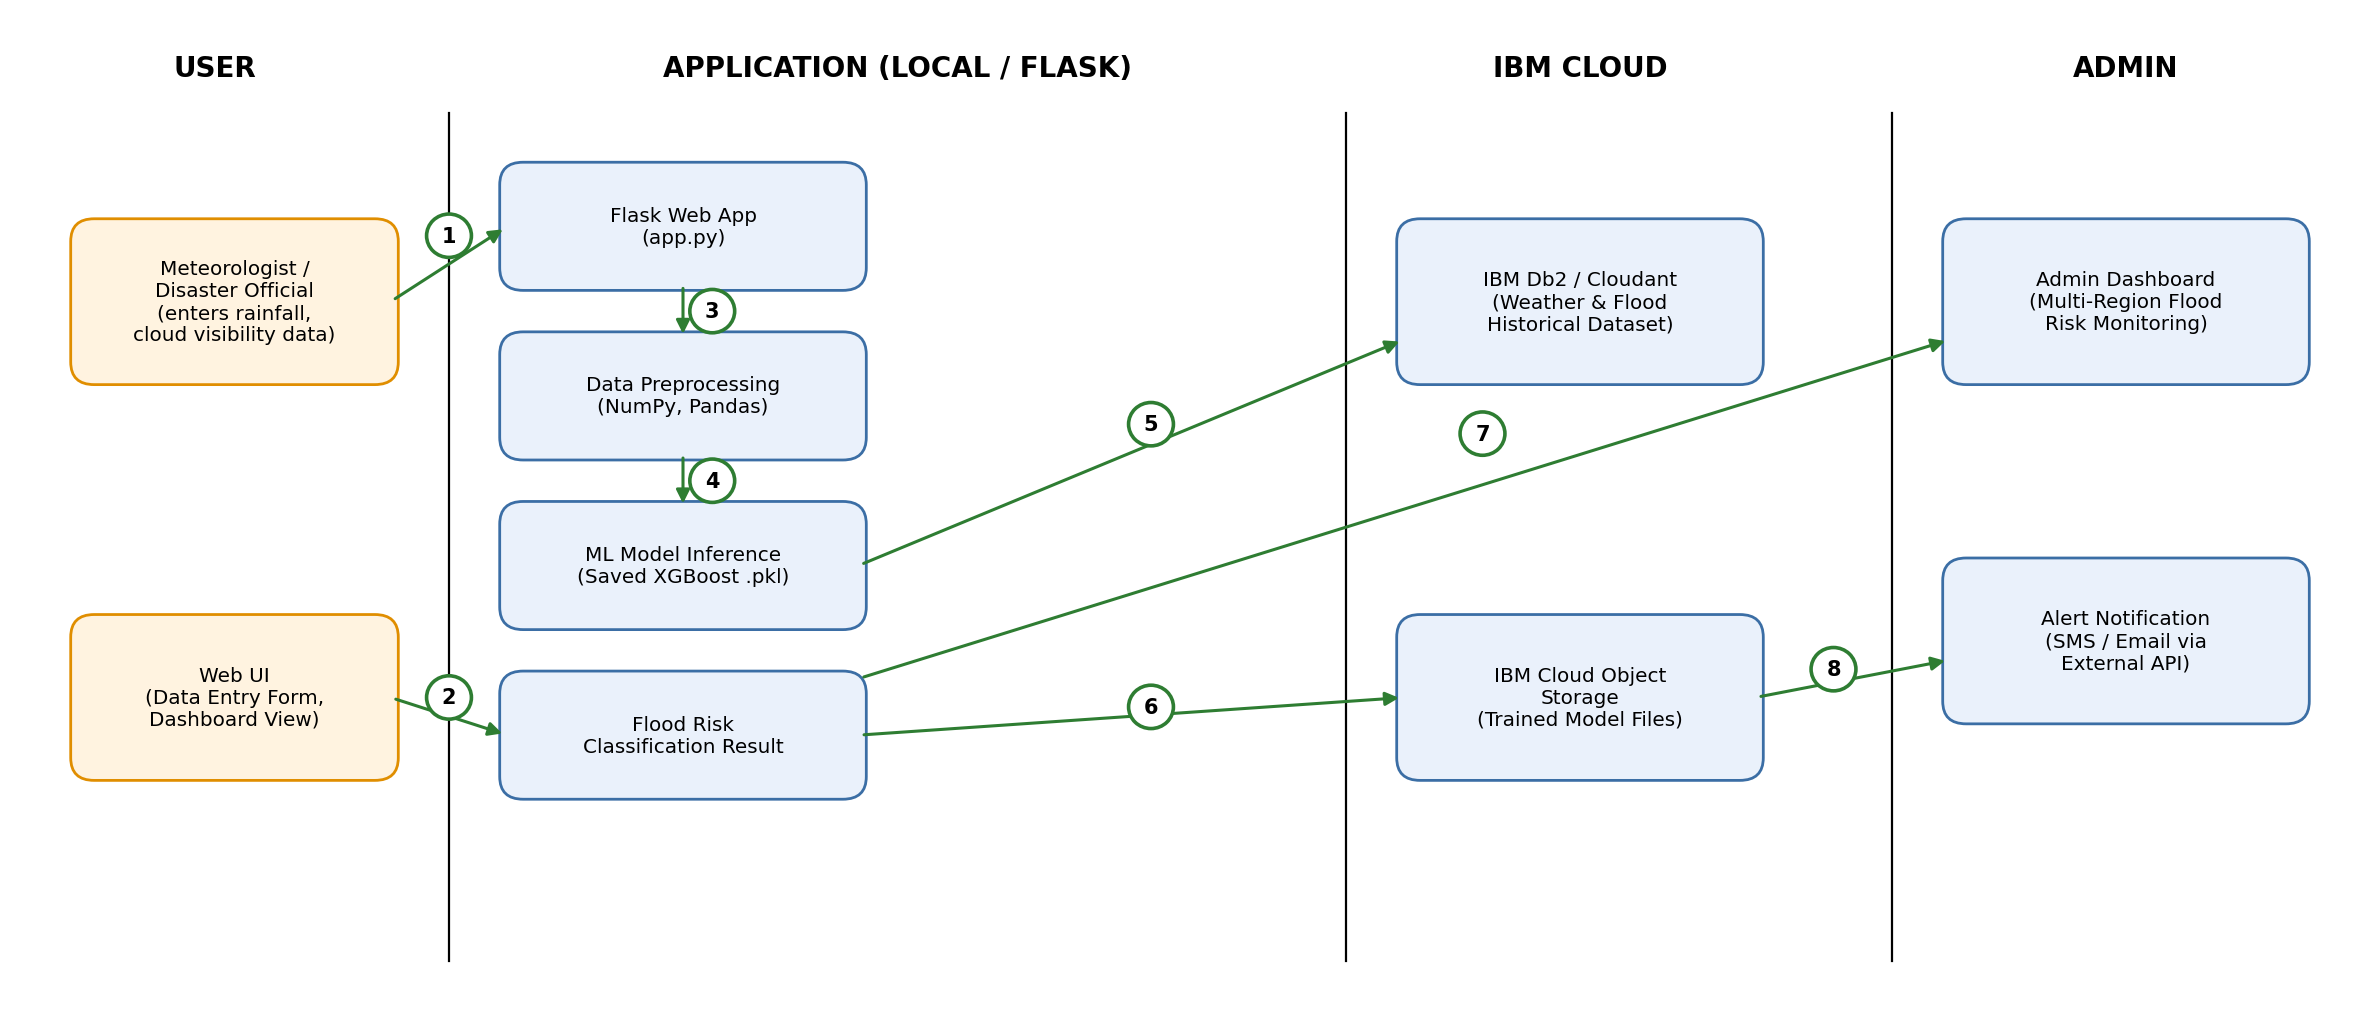 USER
APPLICATION (LOCAL / FLASK)
IBM CLOUD
ADMIN
Meteorologist /
Disaster Official
(enters rainfall,
cloud visibility data)
Web UI
(Data Entry Form,
Dashboard View)
1
2
Flask Web App
(app.py)
3
Data Preprocessing
(NumPy, Pandas)
4
ML Model Inference
(Saved XGBoost .pkl)
Flood Risk
Classification Result
5
6
IBM Db2 / Cloudant
(Weather & Flood
Historical Dataset)
7
IBM Cloud Object
Storage
(Trained Model Files)
8
Admin Dashboard
(Multi-Region Flood
Risk Monitoring)
Alert Notification
(SMS / Email via
External API)